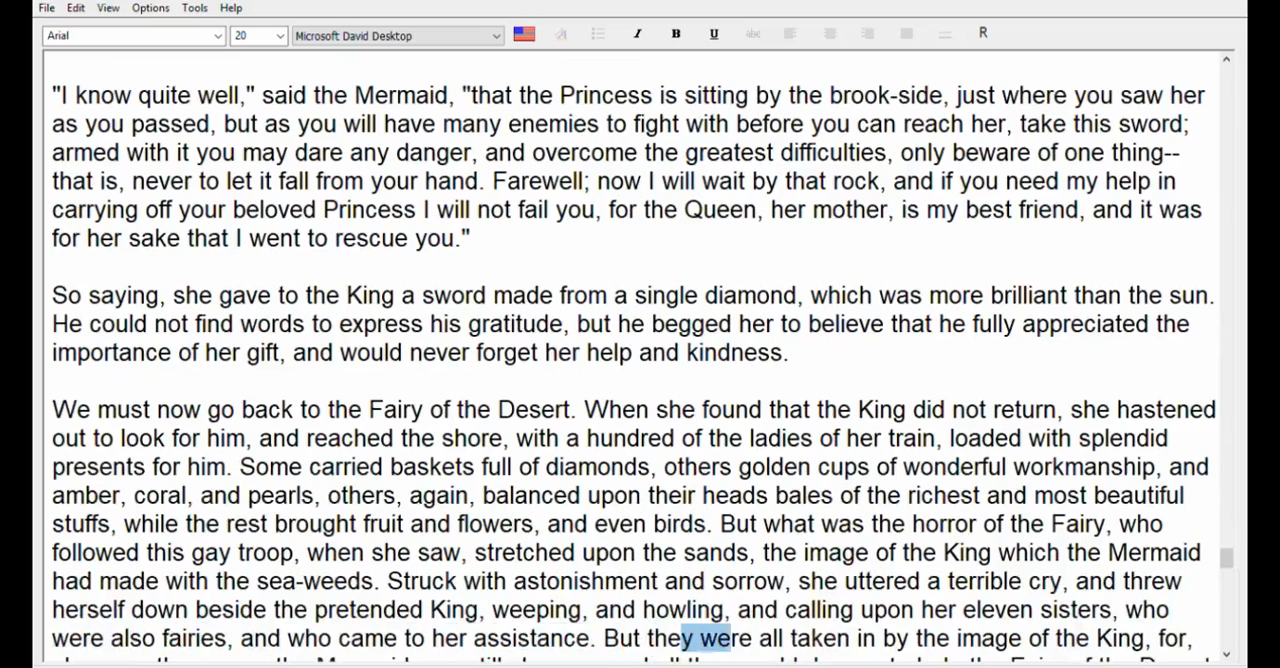 File Edit View Options Tools Help
Arial 20 Microsoft David Desktop I B U abc R
"I know quite well," said the Mermaid, "that the Princess is sitting by the brook-side, just where you saw her
as you passed, but as you will have many enemies to fight with before you can reach her, take this sword;
armed with it you may dare any danger, and overcome the greatest difficulties, only beware of one thing--
that is, never to let it fall from your hand. Farewell; now I will wait by that rock, and if you need my help in
carrying off your beloved Princess I will not fail you, for the Queen, her mother, is my best friend, and it was
for her sake that I went to rescue you."
So saying, she gave to the King a sword made from a single diamond, which was more brilliant than the sun.
He could not find words to express his gratitude, but he begged her to believe that he fully appreciated the
importance of her gift, and would never forget her help and kindness.
We must now go back to the Fairy of the Desert. When she found that the King did not return, she hastened
out to look for him, and reached the shore, with a hundred of the ladies of her train, loaded with splendid
presents for him. Some carried baskets full of diamonds, others golden cups of wonderful workmanship, and
amber, coral, and pearls, others, again, balanced upon their heads bales of the richest and most beautiful
stuffs, while the rest brought fruit and flowers, and even birds. But what was the horror of the Fairy, who
followed this gay troop, when she saw, stretched upon the sands, the image of the King which the Mermaid
had made with the sea-weeds. Struck with astonishment and sorrow, she uttered a terrible cry, and threw
herself down beside the pretended King, weeping, and howling, and calling upon her eleven sisters, who
were also fairies, and who came to her assistance. But they were all taken in by the image of the King, for,